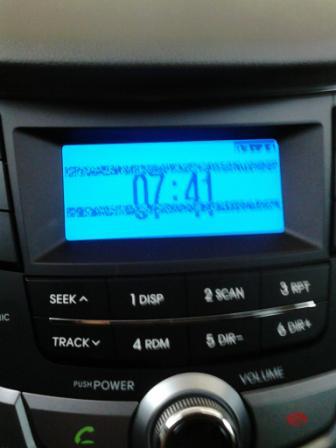 07:41
SEEK ∧ 1 DISP 2 SCAN 3 RPT
TRACK ∨ 4 RDM 5 DIR- 6 DIR+
PUSH POWER VOLUME